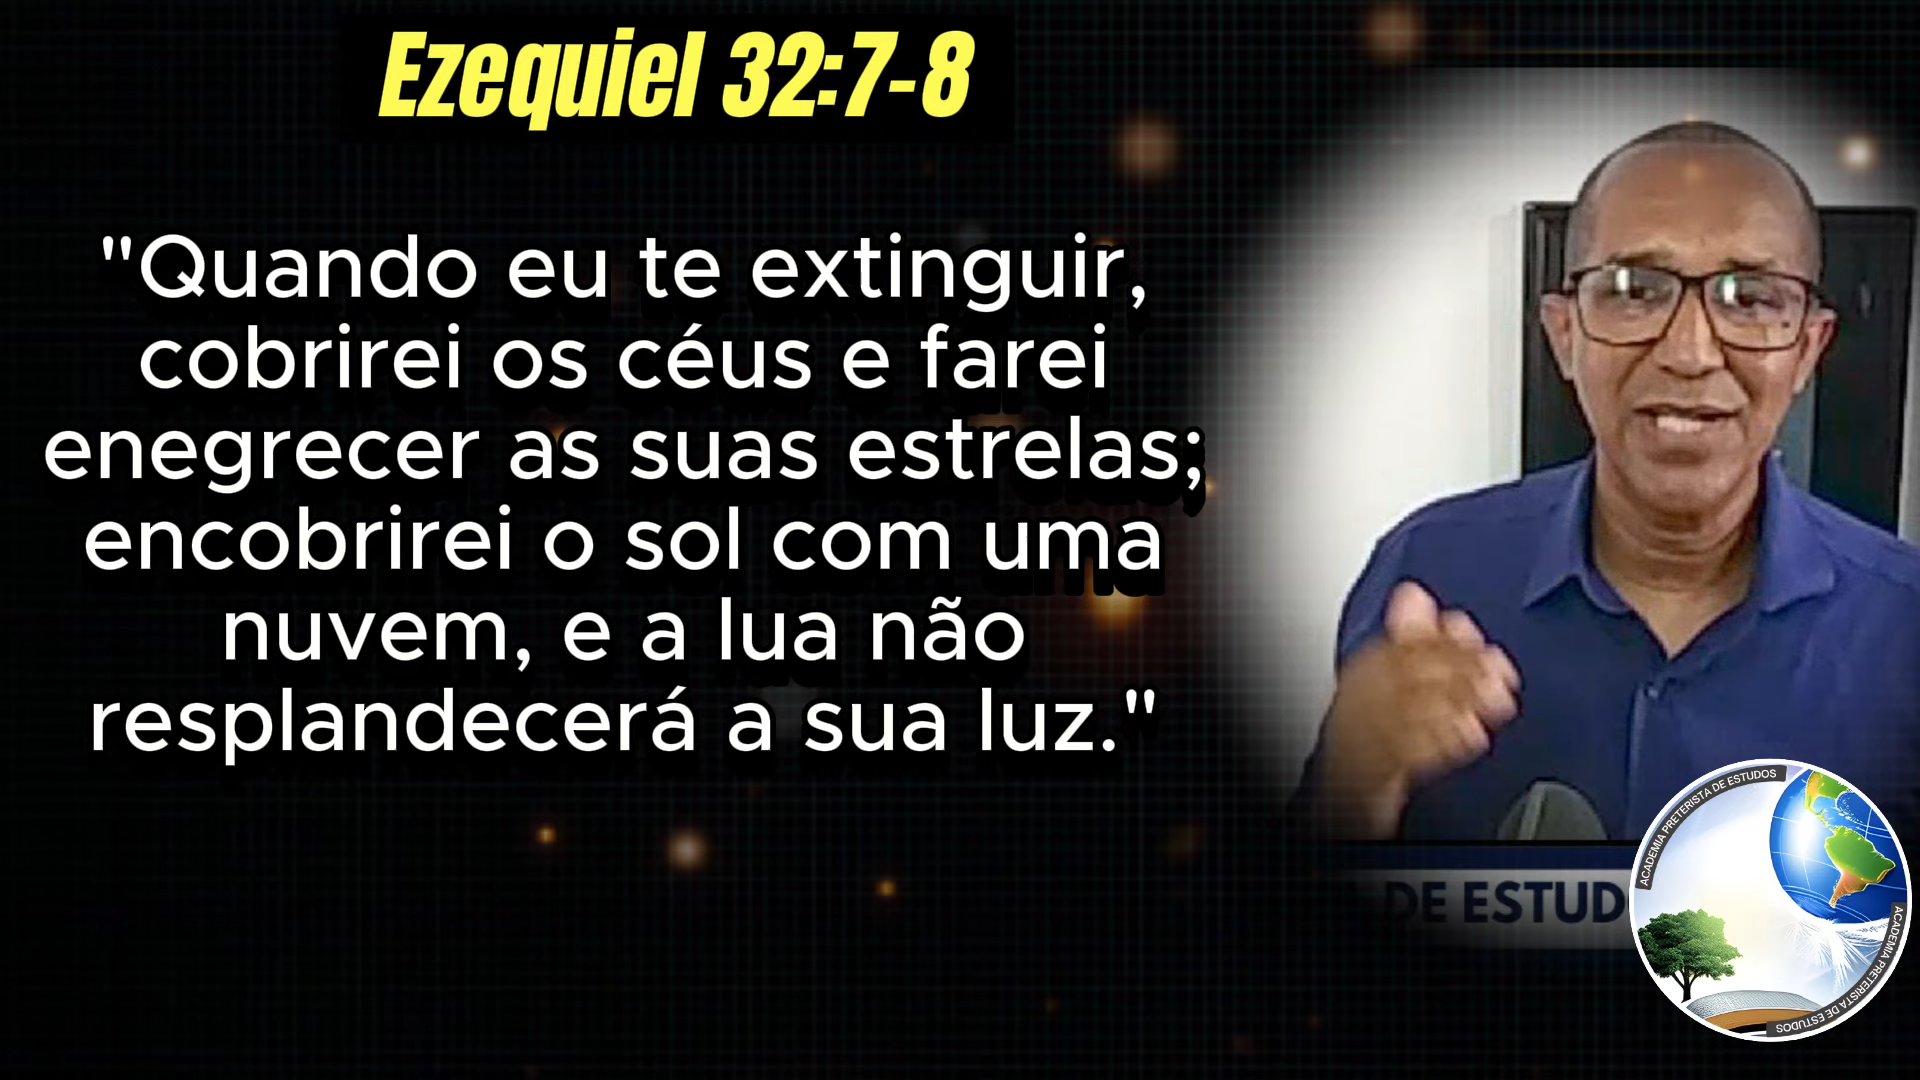 Ezequiel 32:7-8
"Quando eu te extinguir,
cobrirei os céus e farei
enegrecer as suas estrelas;
encobrirei o sol com uma
nuvem, e a lua não
resplandecerá a sua luz."
DE ESTUD
ACADEMIA PRETERISTA DE ESTUDOS
ACADEMIA PRETERISTA DE ESTUDOS